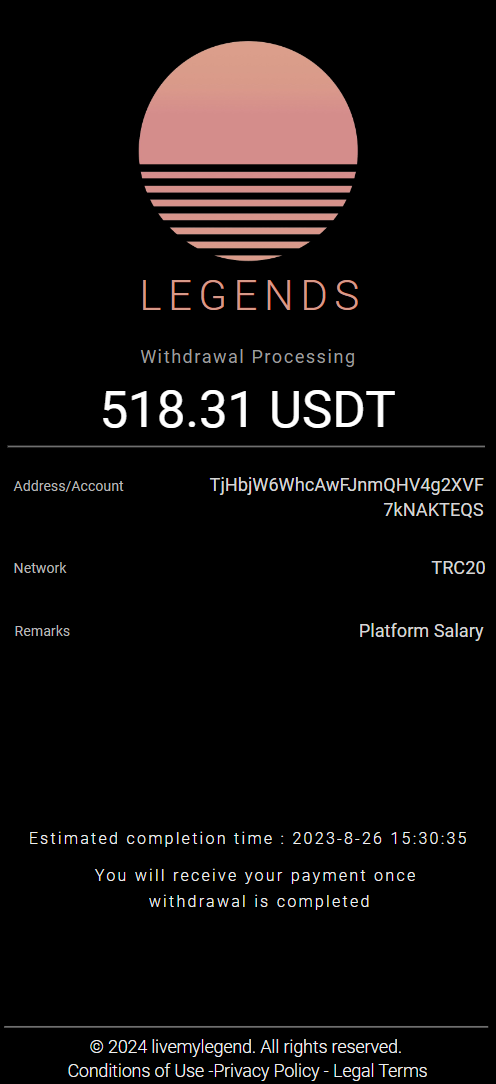 LEGENDS
Withdrawal Processing
518.31 USDT
Address/Account TjHbjW6WhcAwFJnmQHV4g2XVF
7kNAKTEQS
Network TRC20
Remarks Platform Salary
Estimated completion time : 2023-8-26 15:30:35
You will receive your payment once
withdrawal is completed
© 2024 livemylegend. All rights reserved.
Conditions of Use -Privacy Policy - Legal Terms